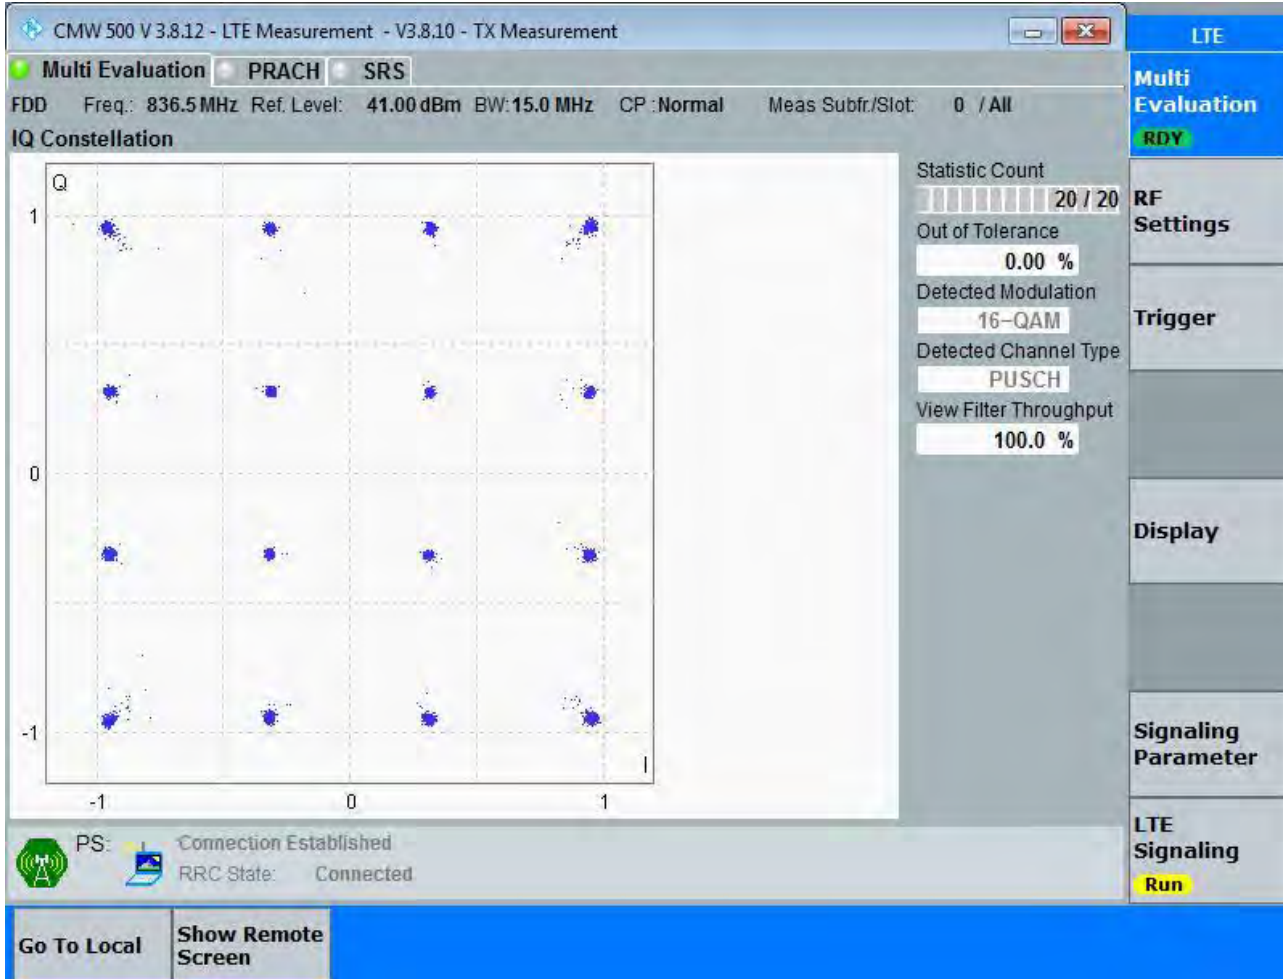 CMW 500 V 3.8.12 - LTE Measurement - V3.8.10 - TX Measurement
LTE
Multi Evaluation PRACH SRS
FDD Freq.: 836.5 MHz Ref. Level: 41.00 dBm BW: 15.0 MHz CP : Normal Meas Subfr./Slot: 0 / All
IQ Constellation
Q
1
0
-1
I
-1 0 1
Statistic Count
20 / 20
Out of Tolerance
0.00 %
Detected Modulation
16-QAM
Detected Channel Type
PUSCH
View Filter Throughput
100.0 %
Multi
Evaluation
RDY
RF
Settings
Trigger
Display
Signaling
Parameter
LTE
Signaling
Run
PS: Connection Established
RRC State: Connected
Go To Local
Show Remote
Screen